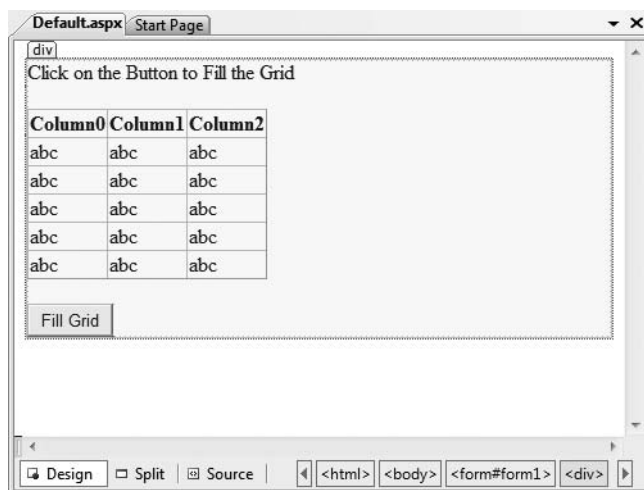 Default.aspx Start Page
div
Click on the Button to Fill the Grid
Column0 Column1 Column2
abc abc abc
abc abc abc
abc abc abc
abc abc abc
abc abc abc
Fill Grid
Design Split Source <html> <body> <form#form1> <div>